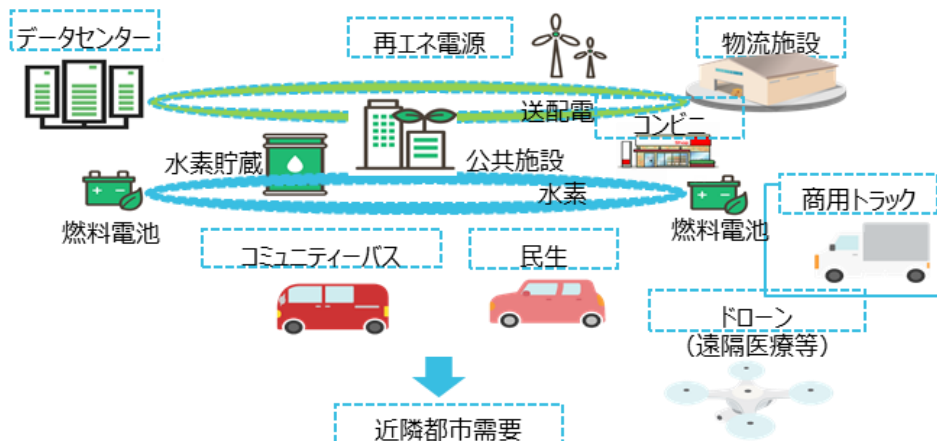 データセンター
再エネ電源
物流施設
送配電
コンビニ
水素貯蔵
公共施設
水素
燃料電池
燃料電池
商用トラック
コミュニティーバス
民生
ドローン
（遠隔医療等）
近隣都市需要